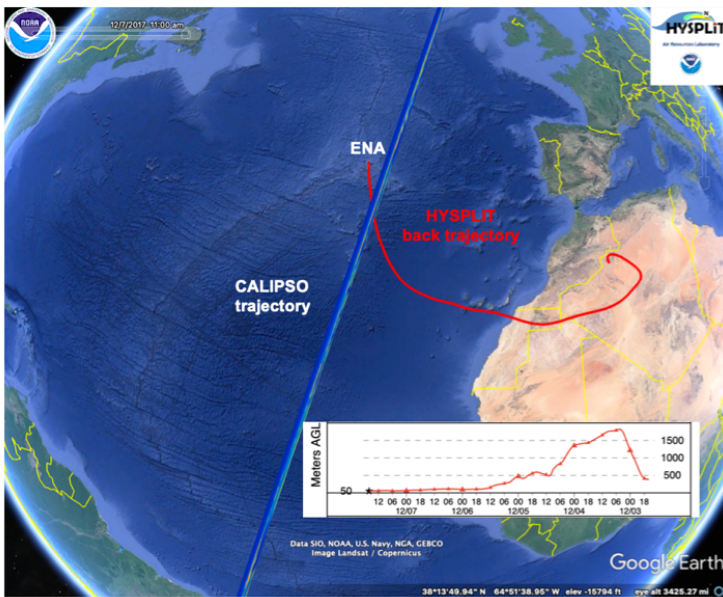 NOAA
12/7/2017 11:00 am
HYSPLIT
Air Resources Laboratory
NOAA
ENA
HYSPLIT
back trajectory
CALIPSO
trajectory
Meters AGL
1500
1000
500
50
12 06 00 18 12 06 00 18 12 06 00 18 12 06 00 18 12 06 00 18
12/07 12/06 12/05 12/04 12/03
Data SIO, NOAA, U.S. Navy, NGA, GEBCO
Image Landsat / Copernicus
Google Earth
38°13'49.94" N 64°51'38.95" W elev -15794 ft eye alt 3425.27 mi